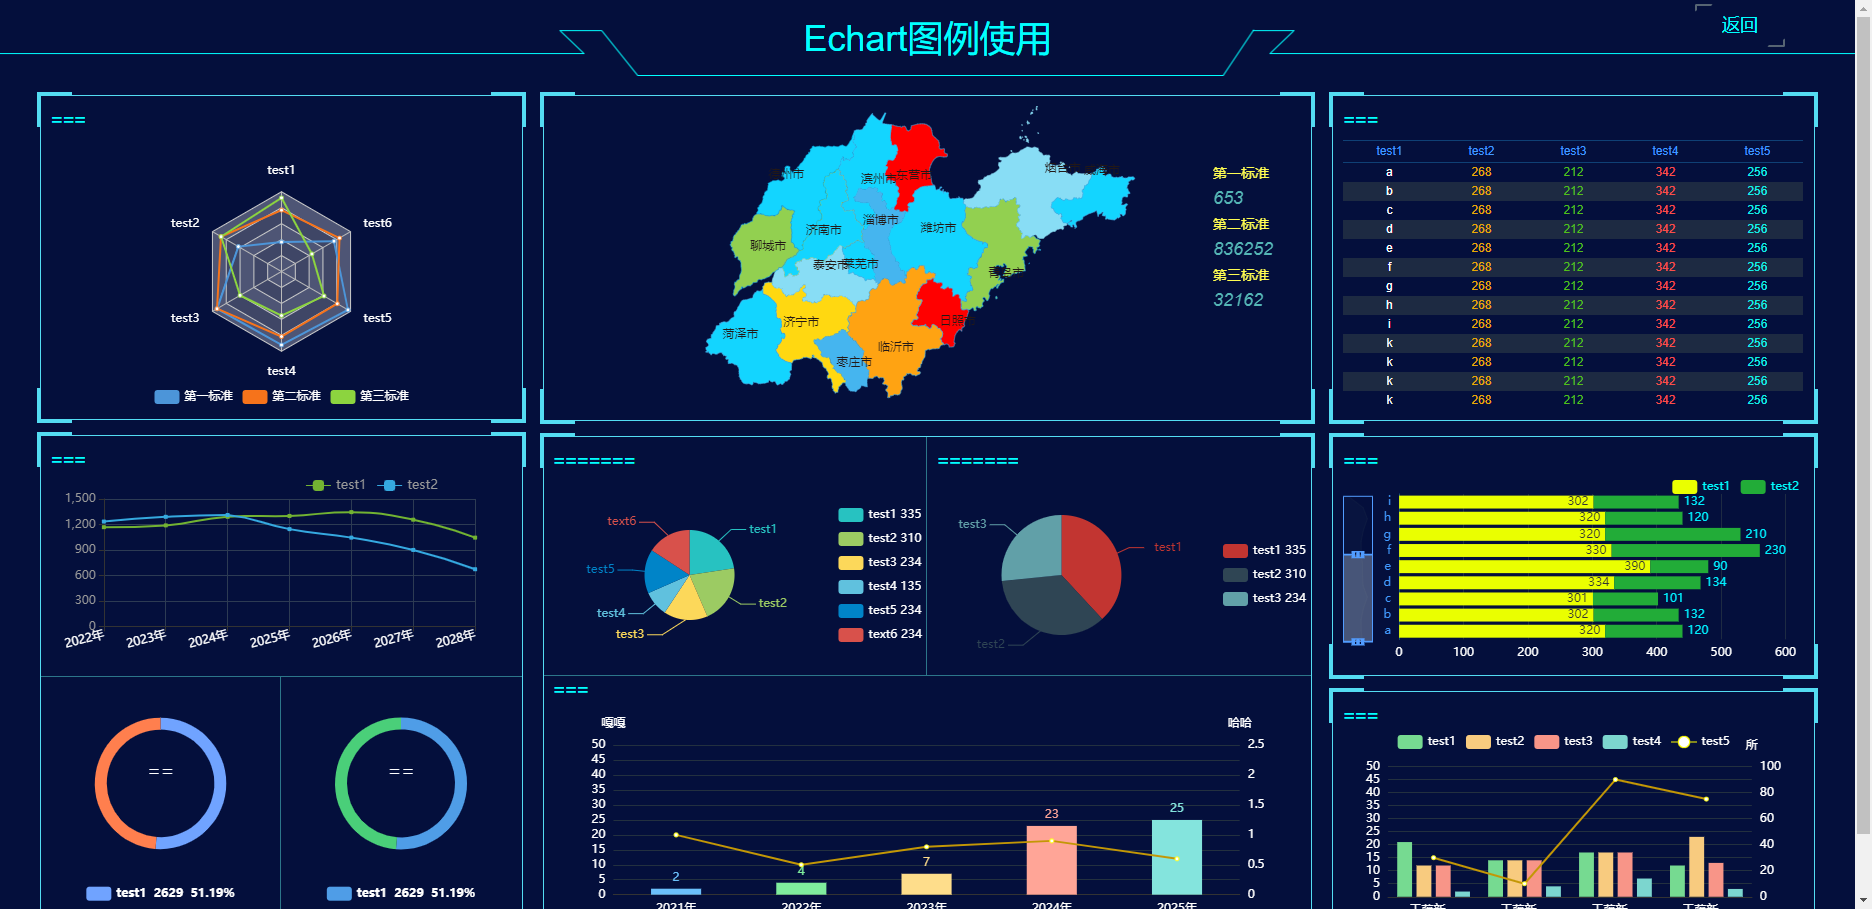 Echart图例使用
返回
===
test1
test2
test6
test3
test5
test4
第一标准 第二标准 第三标准
滨州市
东营市
淄博市
济南市
潍坊市
聊城市
泰安市
莱芜市
青岛市
济宁市
日照
菏泽市
临沂市
枣庄市
第一标准
653
第二标准
836252
第三标准
32162
===
test1 test2 test3 test4 test5
a 268 212 342 256
b 268 212 342 256
c 268 212 342 256
d 268 212 342 256
e 268 212 342 256
f 268 212 342 256
g 268 212 342 256
h 268 212 342 256
i 268 212 342 256
k 268 212 342 256
k 268 212 342 256
k 268 212 342 256
k 268 212 342 256
===
test1 test2
1,500
1,200
900
600
300
0
2022年 2023年 2024年 2025年 2026年 2027年 2028年
==
test1 2629 51.19%
==
test1 2629 51.19%
=======
text6
test1
test5
test4
test2
test3
test1 335
test2 310
test3 234
test4 135
test5 234
text6 234
=======
test3
test1
test2
test1 335
test2 310
test3 234
===
嘎嘎
哈哈
50
45
40
35
30
25
20
15
10
5
0
2.5
2
1.5
1
0.5
0
2
4
7
23
25
2021年 2022年 2023年 2024年 2025年
===
test1 test2
i 302 132
h 320 120
g 320 210
f 330 230
e 390 90
d 334 134
c 301 101
b 302 132
a 320 120
0 100 200 300 400 500 600
===
test1 test2 test3 test4 test5
所
50
45
40
35
30
25
20
15
10
5
0
100
80
60
40
20
0